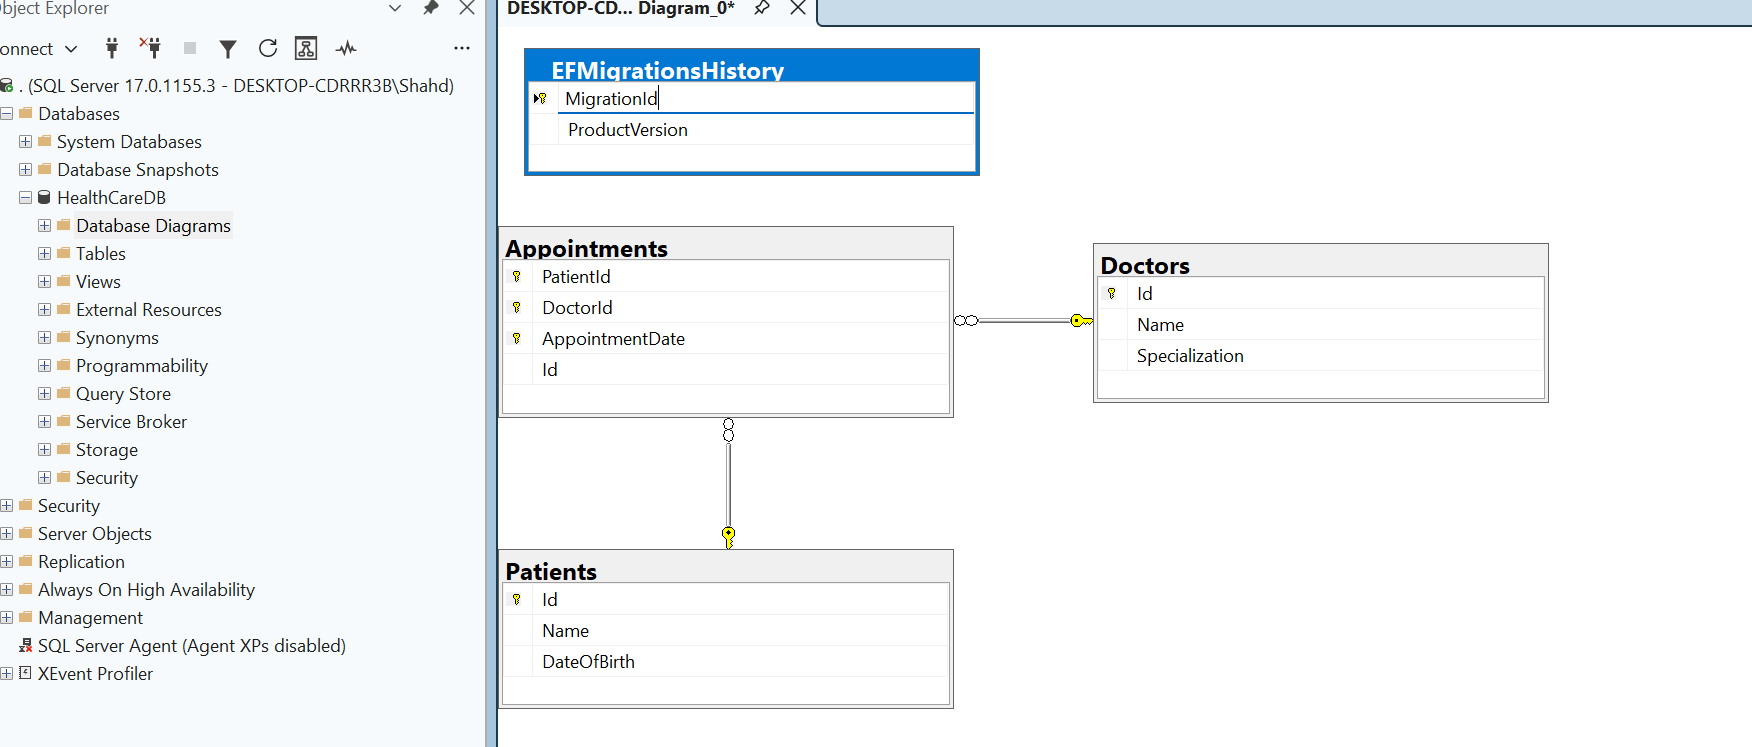 bject Explorer
onnect
. (SQL Server 17.0.1155.3 - DESKTOP-CDRRR3B\Shahd)
Databases
System Databases
Database Snapshots
HealthCareDB
Database Diagrams
Tables
Views
External Resources
Synonyms
Programmability
Query Store
Service Broker
Storage
Security
Security
Server Objects
Replication
Always On High Availability
Management
SQL Server Agent (Agent XPs disabled)
XEvent Profiler
DESKTOP-CD... Diagram_0*
EFMigrationsHistory
MigrationId
ProductVersion
Appointments
PatientId
DoctorId
AppointmentDate
Id
Doctors
Id
Name
Specialization
Patients
Id
Name
DateOfBirth